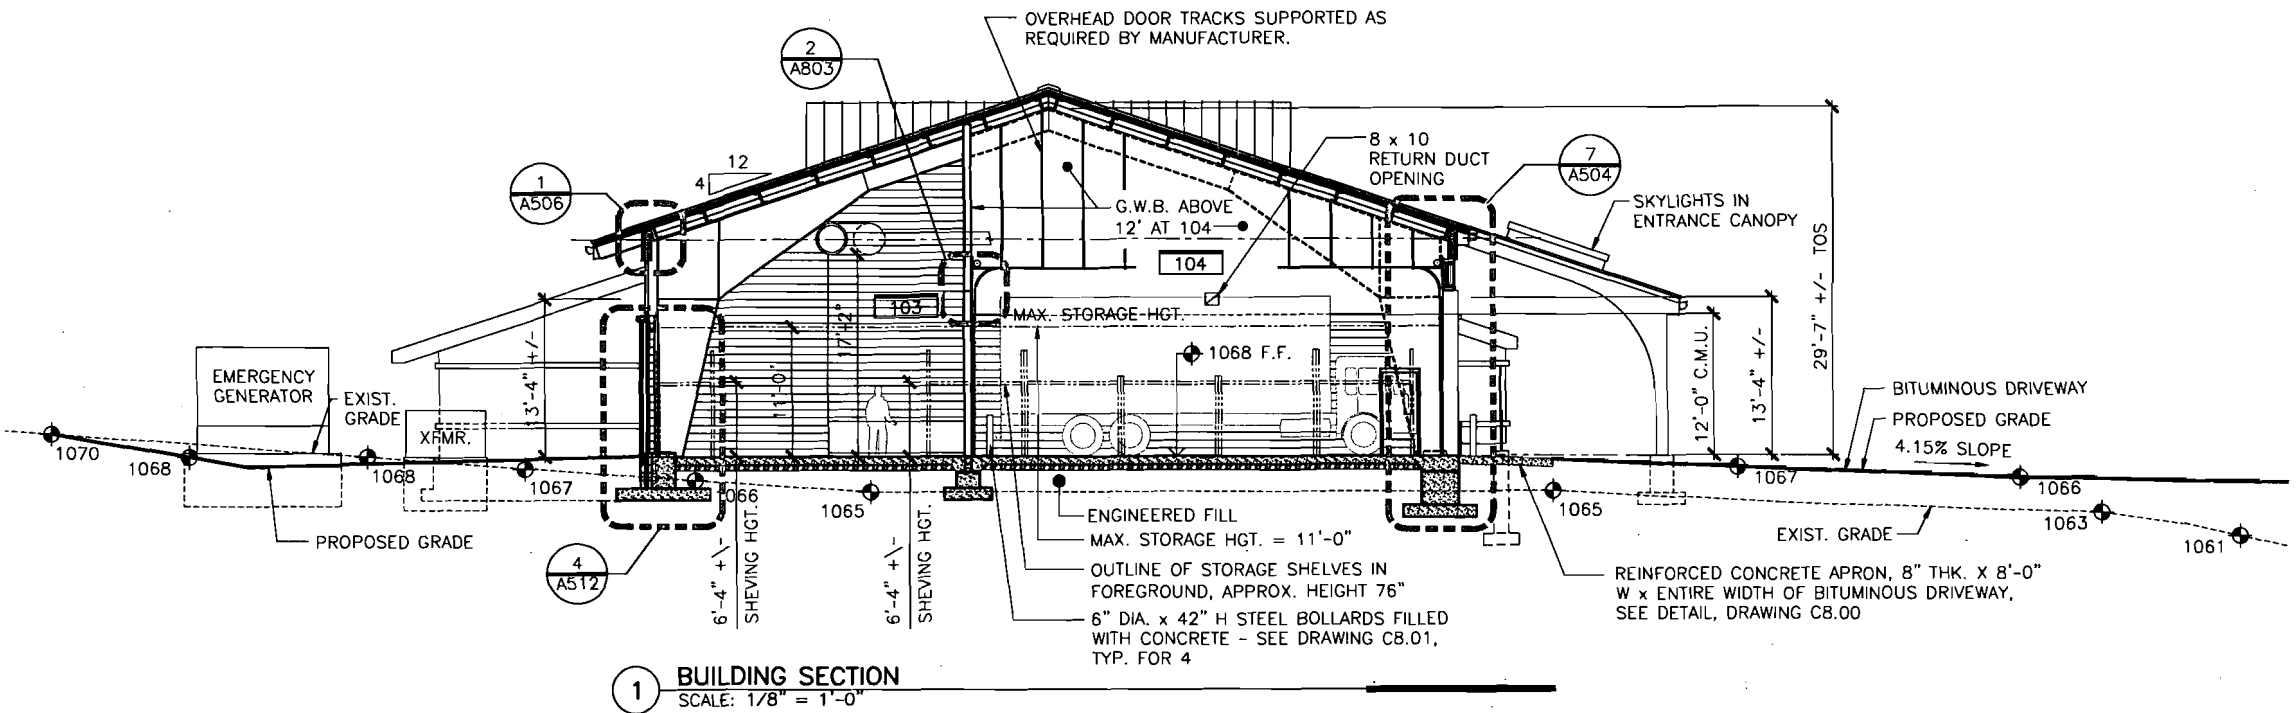 OVERHEAD DOOR TRACKS SUPPORTED AS
REQUIRED BY MANUFACTURER.
2
A803
12
4
8 x 10
RETURN DUCT
OPENING
7
A504
1
A506
SKYLIGHTS IN
ENTRANCE CANOPY
G.W.B. ABOVE
12' AT 104
104
103
MAX. STORAGE HGT.
17'±2"
29'-7" +/- TOS
13'-4" +/-
11'-0"
1068 F.F.
12'-0" C.M.U.
13'-4" +/-
EMERGENCY
GENERATOR
EXIST.
GRADE
XFMR.
BITUMINOUS DRIVEWAY
PROPOSED GRADE
4.15% SLOPE
1070
1068
1068
1067
1066
1065
1065
1067
1066
1063
1061
PROPOSED GRADE
4
A512
6'-4" +/-
SHEVING HGT.
6'-4" +/-
SHEVING HGT.
ENGINEERED FILL
MAX. STORAGE HGT. = 11'-0"
OUTLINE OF STORAGE SHELVES IN
FOREGROUND, APPROX. HEIGHT 76"
6" DIA. x 42" H STEEL BOLLARDS FILLED
WITH CONCRETE - SEE DRAWING C8.01,
TYP. FOR 4
EXIST. GRADE
REINFORCED CONCRETE APRON, 8" THK. X 8'-0"
W x ENTIRE WIDTH OF BITUMINOUS DRIVEWAY,
SEE DETAIL, DRAWING C8.00
1
BUILDING SECTION
SCALE: 1/8" = 1'-0"